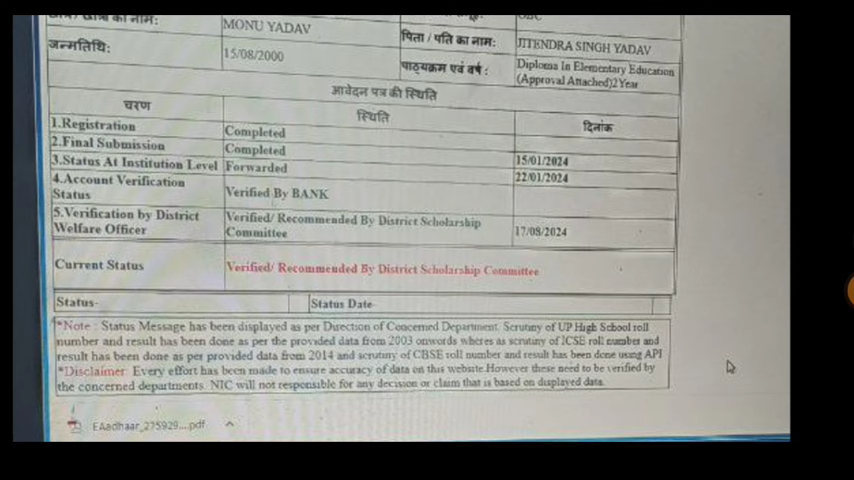 छात्र / छात्रा का नाम: MONU YADAV OBC
पिता / पति का नाम: JITENDRA SINGH YADAV
जन्मतिथि: 15/08/2000 पाठ्यक्रम एवं वर्ष : Diploma In Elementary Education (Approval Attached)2Year
आवेदन पत्र की स्थिति
चरण स्थिति दिनांक
1.Registration Completed
2.Final Submission Completed 15/01/2024
3.Status At Institution Level Forwarded 22/01/2024
4.Account Verification Status Verified By BANK
5.Verification by District Welfare Officer Verified/ Recommended By District Scholarship Committee 17/08/2024
Current Status Verified/ Recommended By District Scholarship Committee
Status- Status Date-
*Note : Status Message has been displayed as per Direction of Concerned Department. Scrutiny of UP High School roll
number and result has been done as per the provided data from 2003 onwords wheres as scrutiny of ICSE roll number and
result has been done as per provided data from 2014 and scrutiny of CBSE roll number and result has been done using API
*Disclaimer: Every effort has been made to ensure accuracy of data on this website.However these need to be verified by
the concerned departments. NIC will not responsible for any decision or claim that is based on displayed data.
EAadhaar_275929....pdf